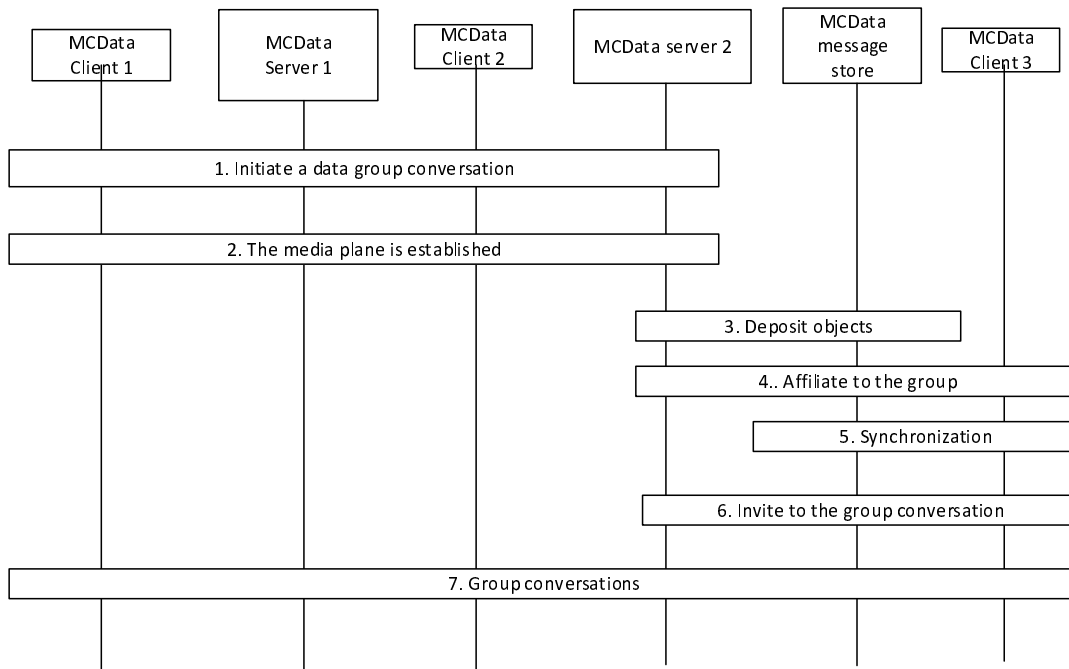 MCData
Client 1
MCData
Server 1
MCData
Client 2
MCData server 2
MCData
message
store
MCData
Client 3
1. Initiate a data group conversation
2. The media plane is established
3. Deposit objects
4.. Affiliate to the group
5. Synchronization
6. Invite to the group conversation
7. Group conversations